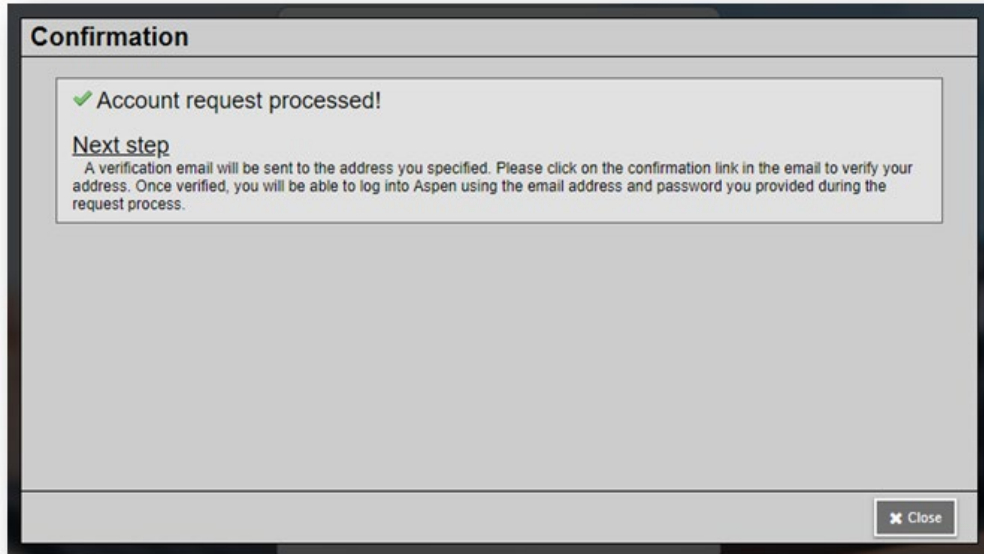 Confirmation
Account request processed!
Next step
A verification email will be sent to the address you specified. Please click on the confirmation link in the email to verify your
address. Once verified, you will be able to log into Aspen using the email address and password you provided during the
request process.
Close